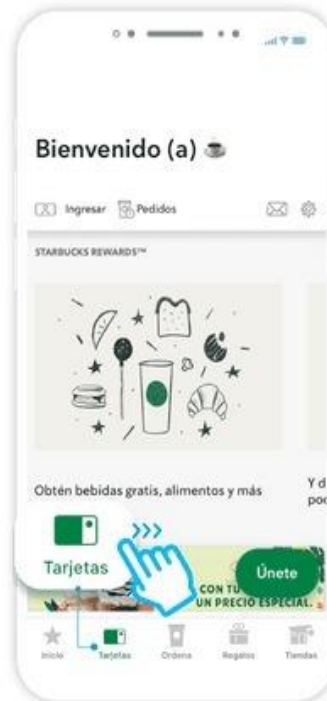 Bienvenido (a)
Ingresar Pedidos
STARBUCKS REWARDS™
Obtén bebidas gratis, alimentos y más
Y d
poc
Tarjetas
Únete
CON TU
UN PRECIO ESPECIAL.
Inicio Tarjetas Ordena Regalos Tiendas